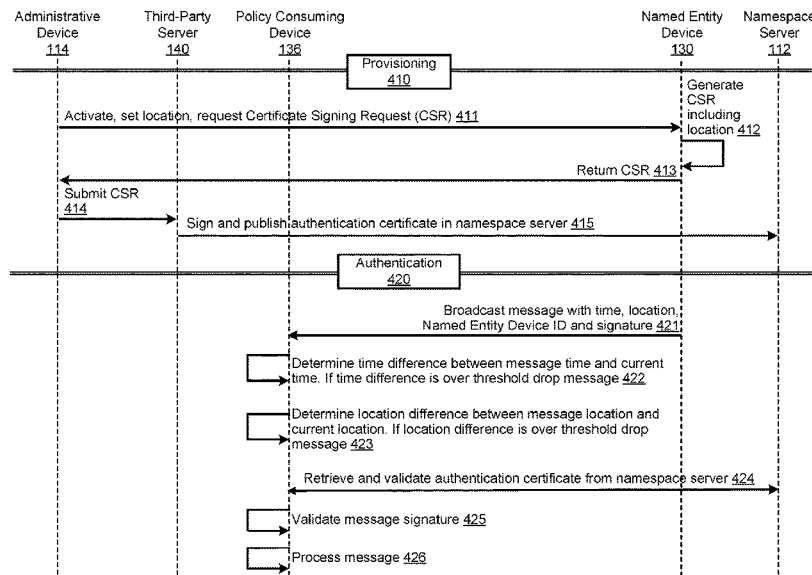 Administrative Device 114
Third-Party Server 140
Policy Consuming Device 136
Named Entity Device 130
Namespace Server 112
Provisioning 410
Activate, set location, request Certificate Signing Request (CSR) 411
Generate
CSR
including
location 412
Return CSR 413
Submit CSR
414
Sign and publish authentication certificate in namespace server 415
Authentication
420
Broadcast message with time, location,
Named Entity Device ID and signature 421
Determine time difference between message time and current
time. If time difference is over threshold drop message 422
Determine location difference between message location and
current location. If location difference is over threshold drop
message 423
Retrieve and validate authentication certificate from namespace server 424
Validate message signature 425
Process message 426